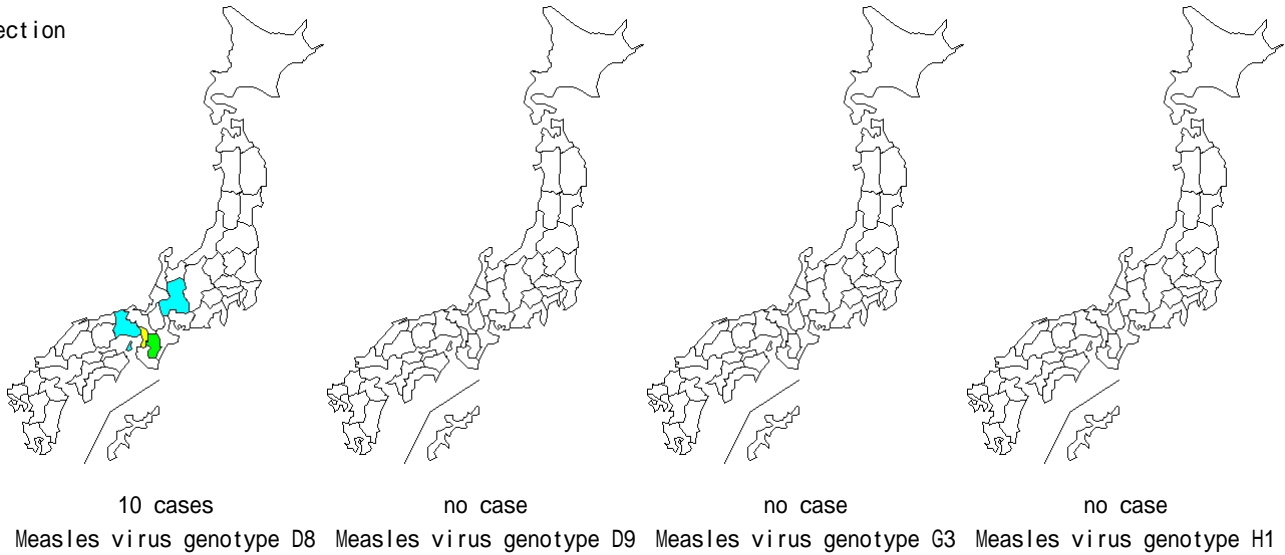 ection
10 cases
no case
no case
no case
Measles virus genotype D8
Measles virus genotype D9
Measles virus genotype G3
Measles virus genotype H1